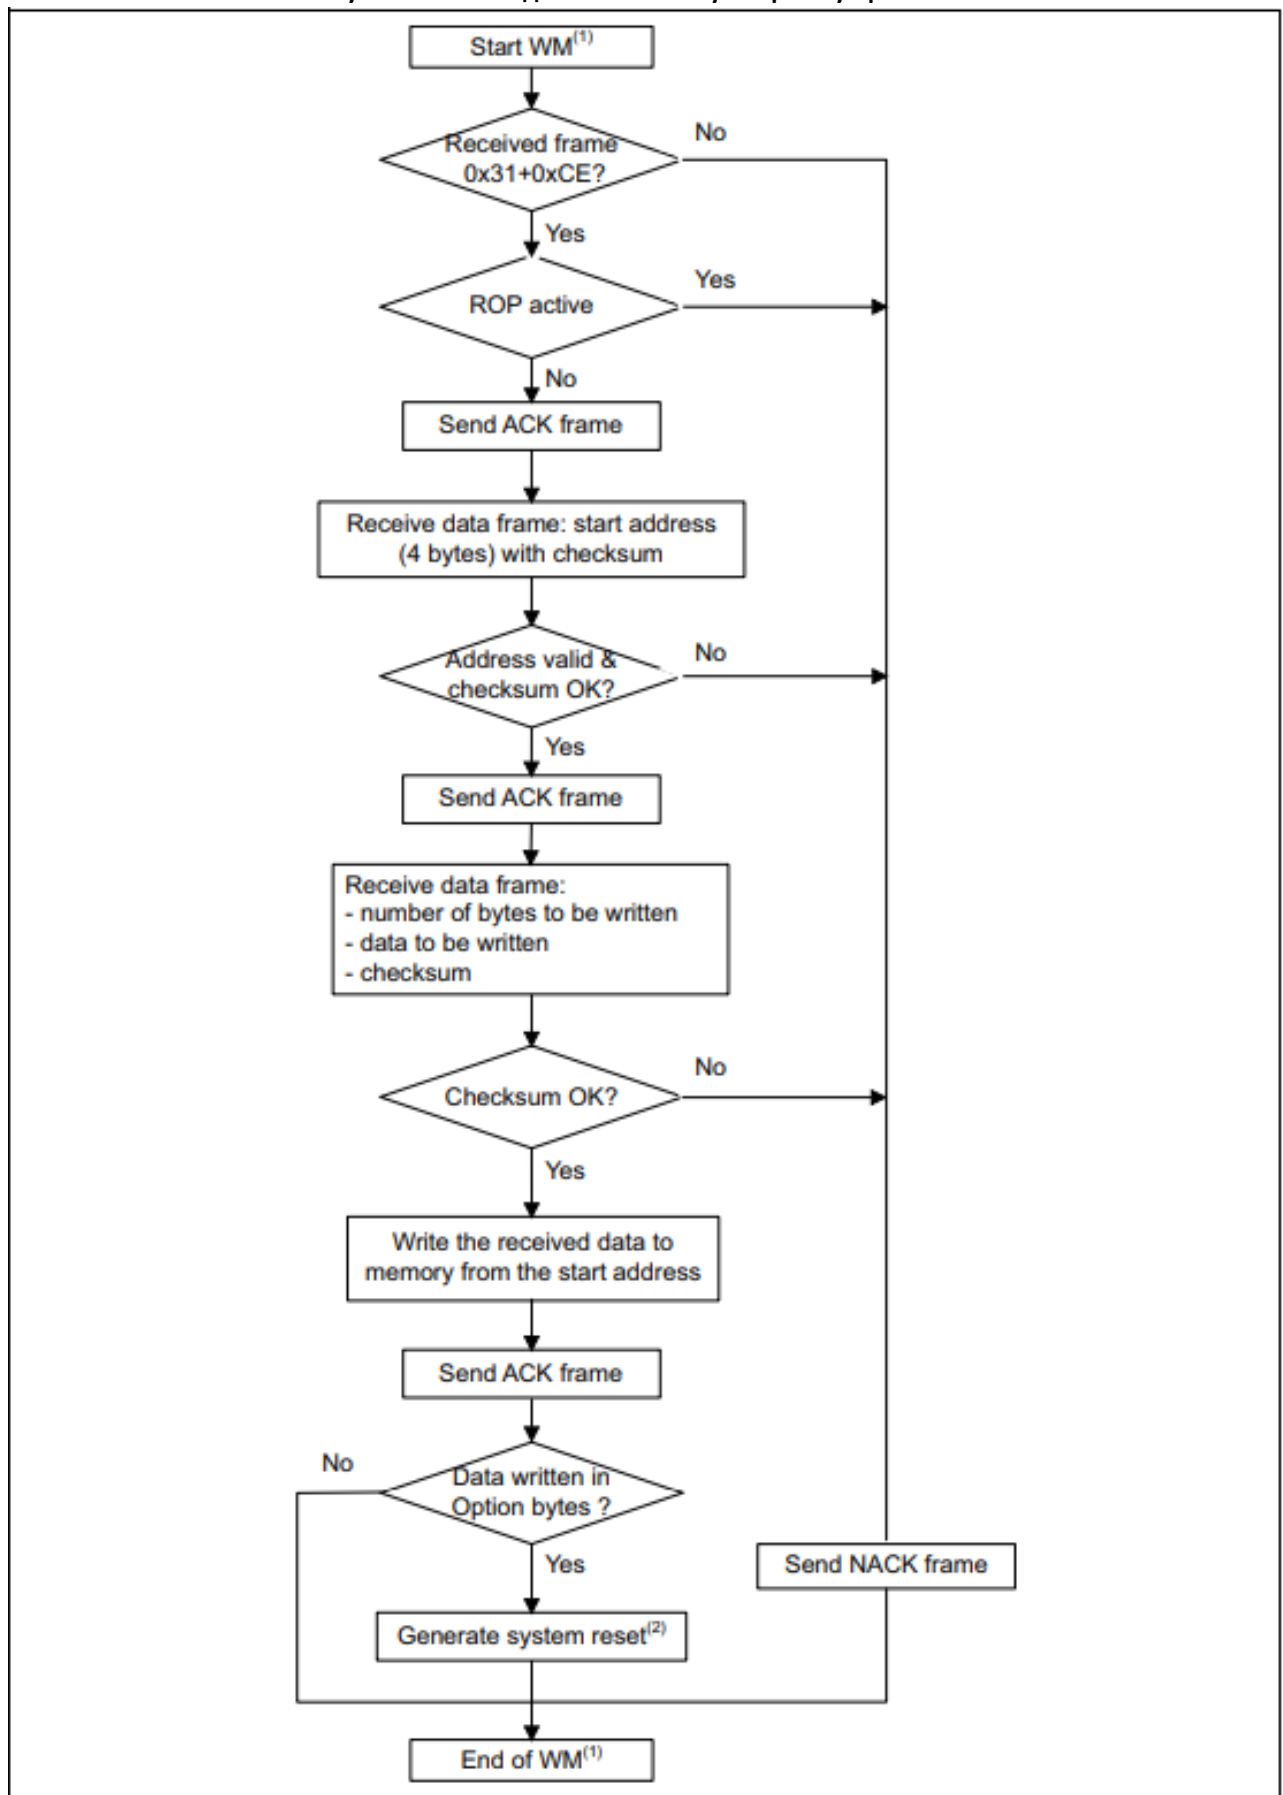 Start WM(1)
Received frame
0x31+0xCE?
No
Yes
ROP active
Yes
No
Send ACK frame
Receive data frame: start address
(4 bytes) with checksum
Address valid &
checksum OK?
No
Yes
Send ACK frame
Receive data frame:
- number of bytes to be written
- data to be written
- checksum
Checksum OK?
No
Yes
Write the received data to
memory from the start address
Send ACK frame
No
Data written in
Option bytes ?
Yes
Send NACK frame
Generate system reset(2)
End of WM(1)